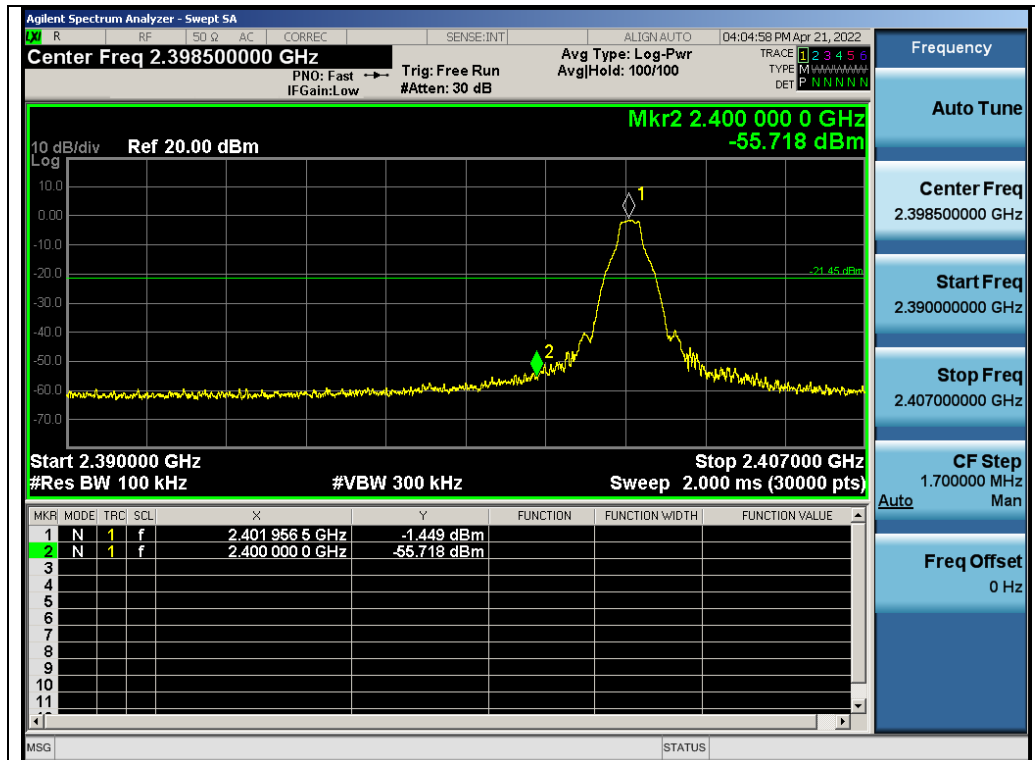 Agilent Spectrum Analyzer - Swept SA
LXI R RF 50 Ω AC CORREC SENSE:INT ALIGN AUTO 04:04:58 PM Apr 21, 2022
Center Freq 2.398500000 GHz
PNO: Fast
IFGain:Low
Trig: Free Run
#Atten: 30 dB
Avg Type: Log-Pwr
Avg|Hold: 100/100
TRACE 1 2 3 4 5 6
TYPE M
DET P N N N N N
Mkr2 2.400 000 0 GHz
-55.718 dBm
10 dB/div Ref 20.00 dBm
Log
10.0
0.00
-10.0
-20.0
-30.0
-40.0
-50.0
-60.0
-70.0
1
-21.45 dBm
2
Start 2.390000 GHz Stop 2.407000 GHz
#Res BW 100 kHz #VBW 300 kHz Sweep 2.000 ms (30000 pts)
MKR MODE TRC SCL X Y FUNCTION FUNCTION WIDTH FUNCTION VALUE
1 N 1 f 2.401 956 5 GHz -1.449 dBm
2 N 1 f 2.400 000 0 GHz -55.718 dBm
3
4
5
6
7
8
9
10
11
MSG STATUS
Frequency
Auto Tune
Center Freq
2.398500000 GHz
Start Freq
2.390000000 GHz
Stop Freq
2.407000000 GHz
CF Step
1.700000 MHz
Auto Man
Freq Offset
0 Hz